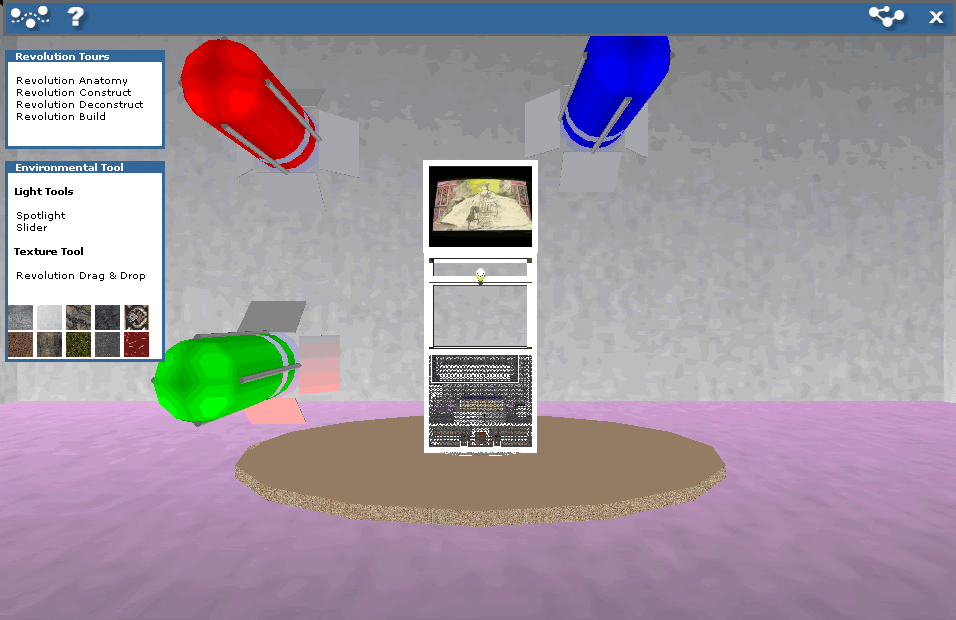 ?
X
Revolution Tours
Revolution Anatomy
Revolution Construct
Revolution Deconstruct
Revolution Build
Environmental Tool
Light Tools
Spotlight
Slider
Texture Tool
Revolution Drag & Drop